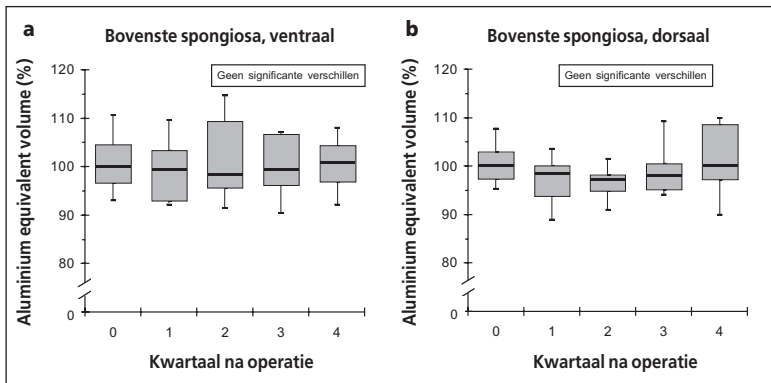 a
Bovenste spongiosa, ventraal
Geen significante verschillen
Aluminium equivalent volume (%)
120
110
100
90
80
0
0 1 2 3 4
Kwartaal na operatie
b
Bovenste spongiosa, dorsaal
Geen significante verschillen
Aluminium equivalent volume (%)
120
110
100
90
80
0
0 1 2 3 4
Kwartaal na operatie